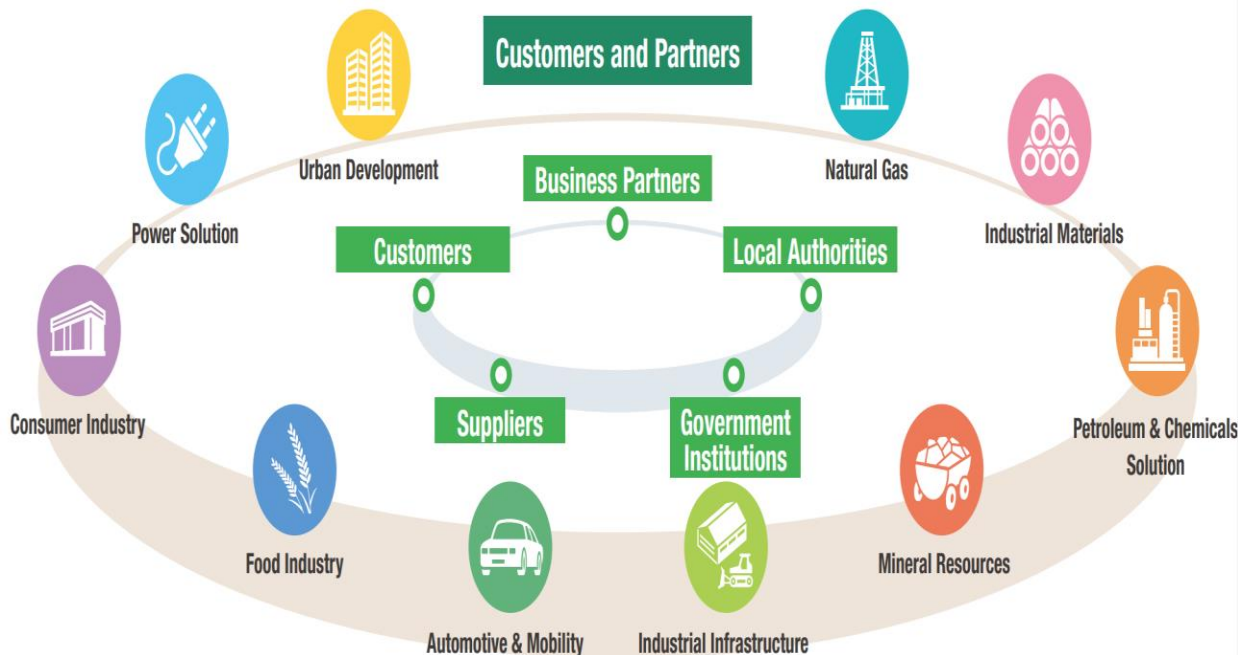 Customers and Partners
Urban Development
Natural Gas
Business Partners
Power Solution
Industrial Materials
Customers
Local Authorities
Consumer Industry
Suppliers
Government
Institutions
Petroleum & Chemicals
Solution
Food Industry
Mineral Resources
Automotive & Mobility
Industrial Infrastructure